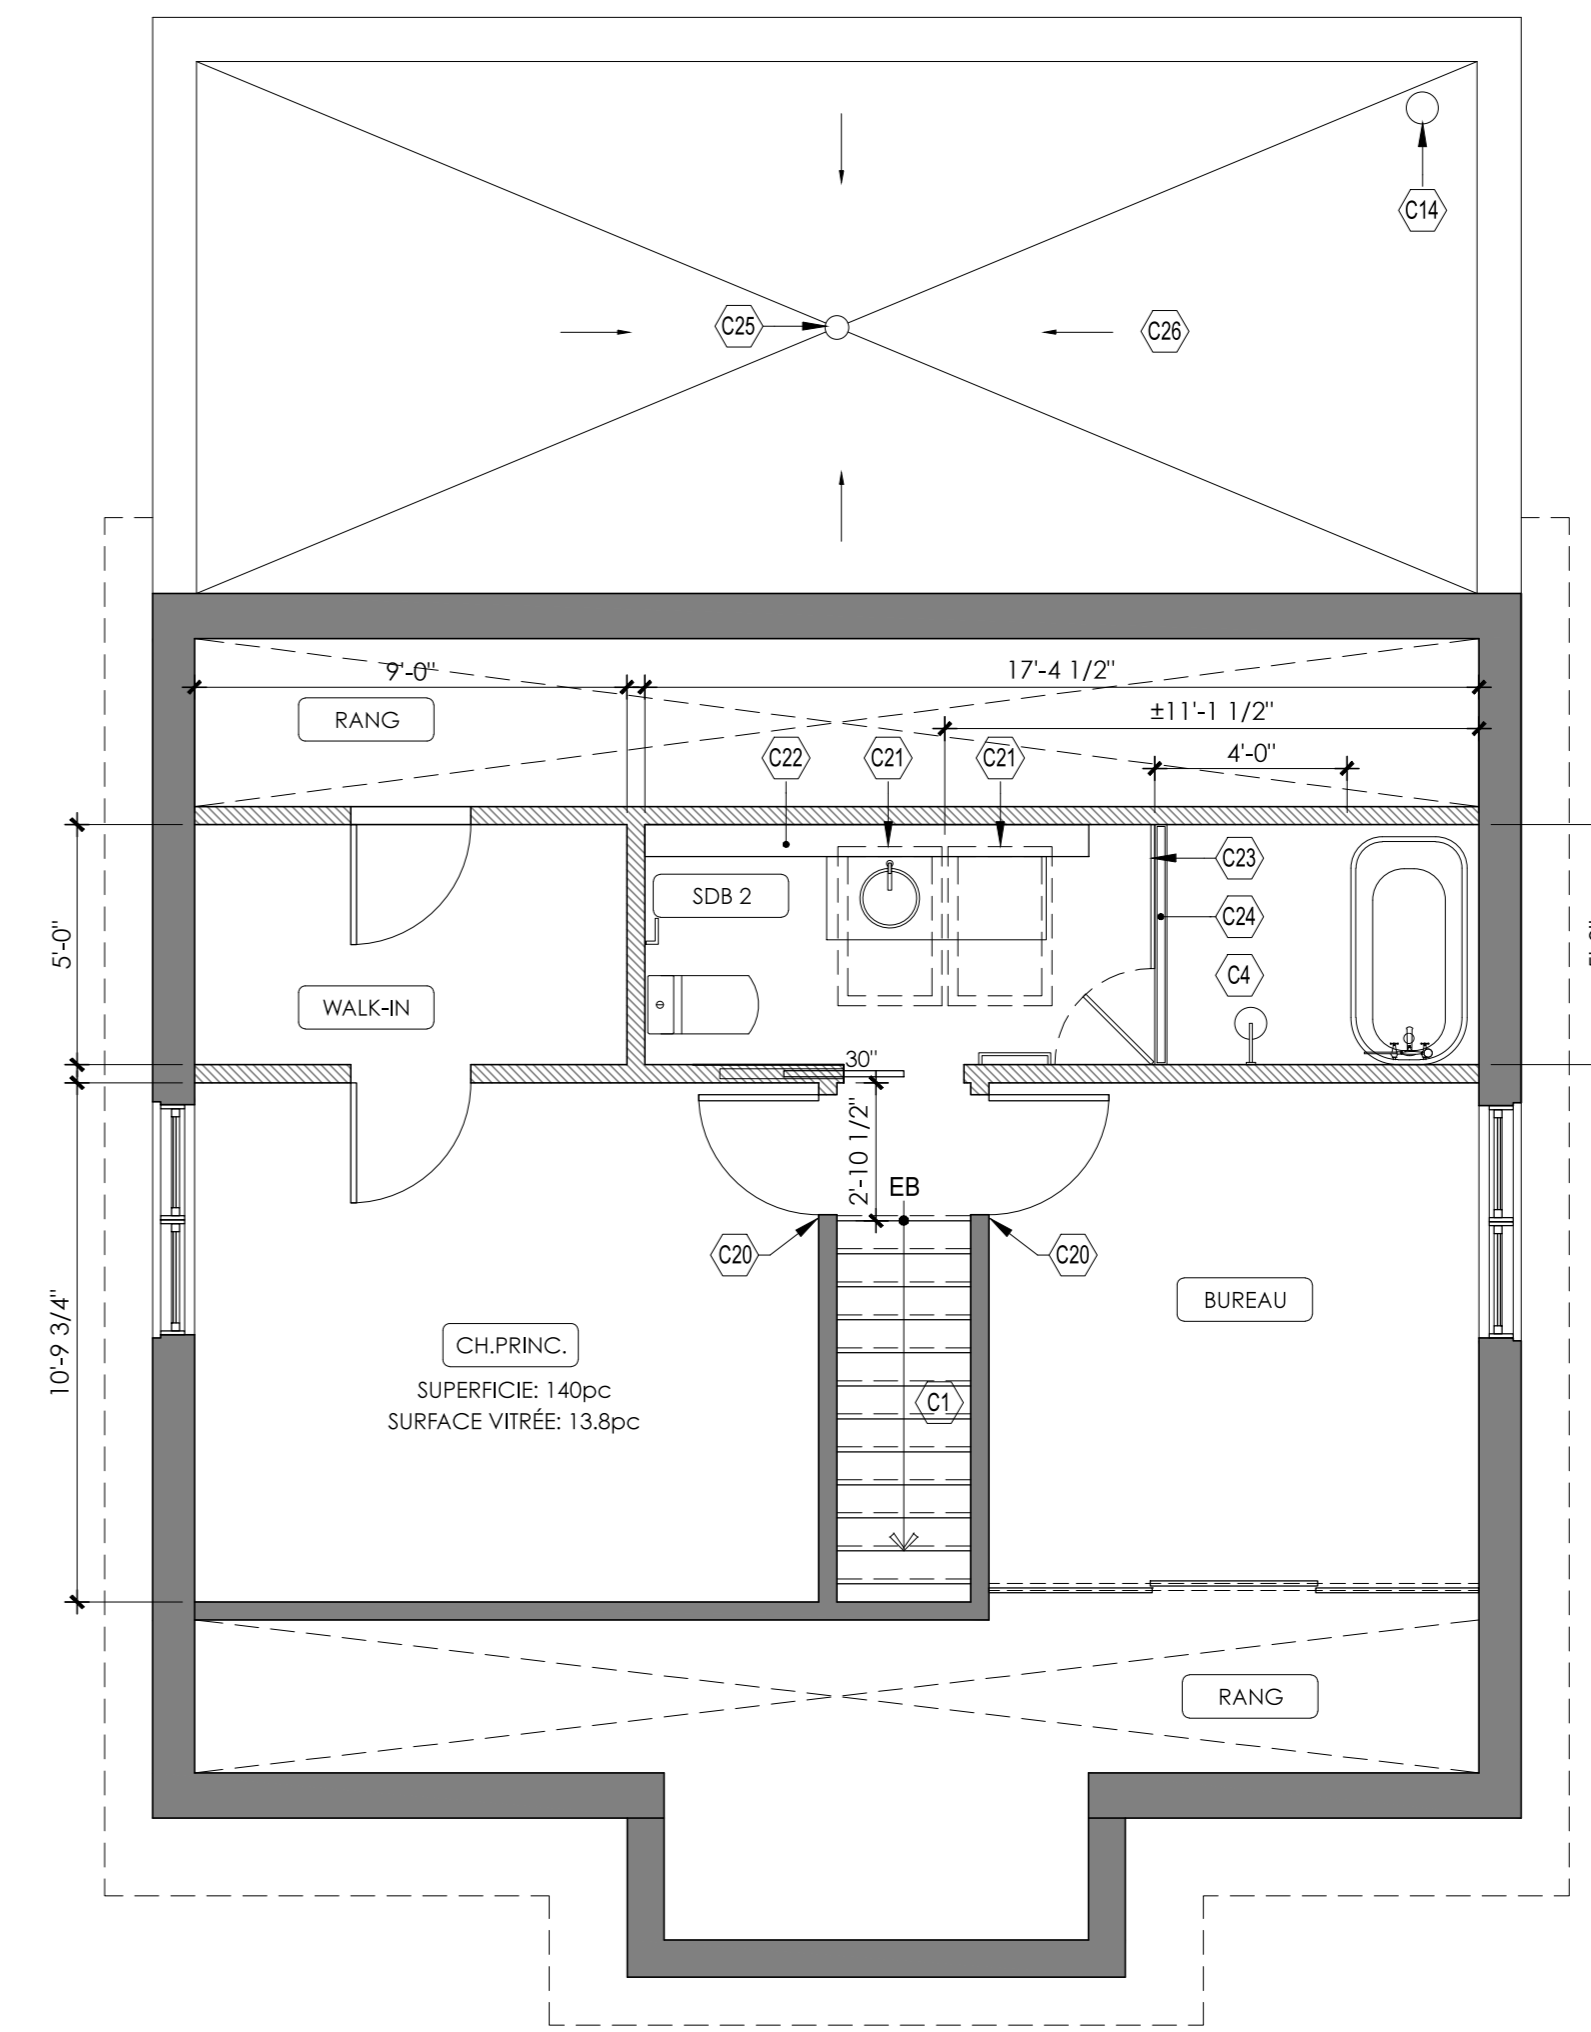 C14
C25
C26
9'-0"
17'-4 1/2"
RANG
±11'-1 1/2"
C22
C21
C21
4'-0"
C23
SDB 2
C24
5'-0"
C4
WALK-IN
30"
2'-10 1/2"
EB
C20
C20
BUREAU
10'-9 3/4"
CH.PRINC.
SUPERFICIE: 140pc
SURFACE VITRÉE: 13.8pc
C1
RANG